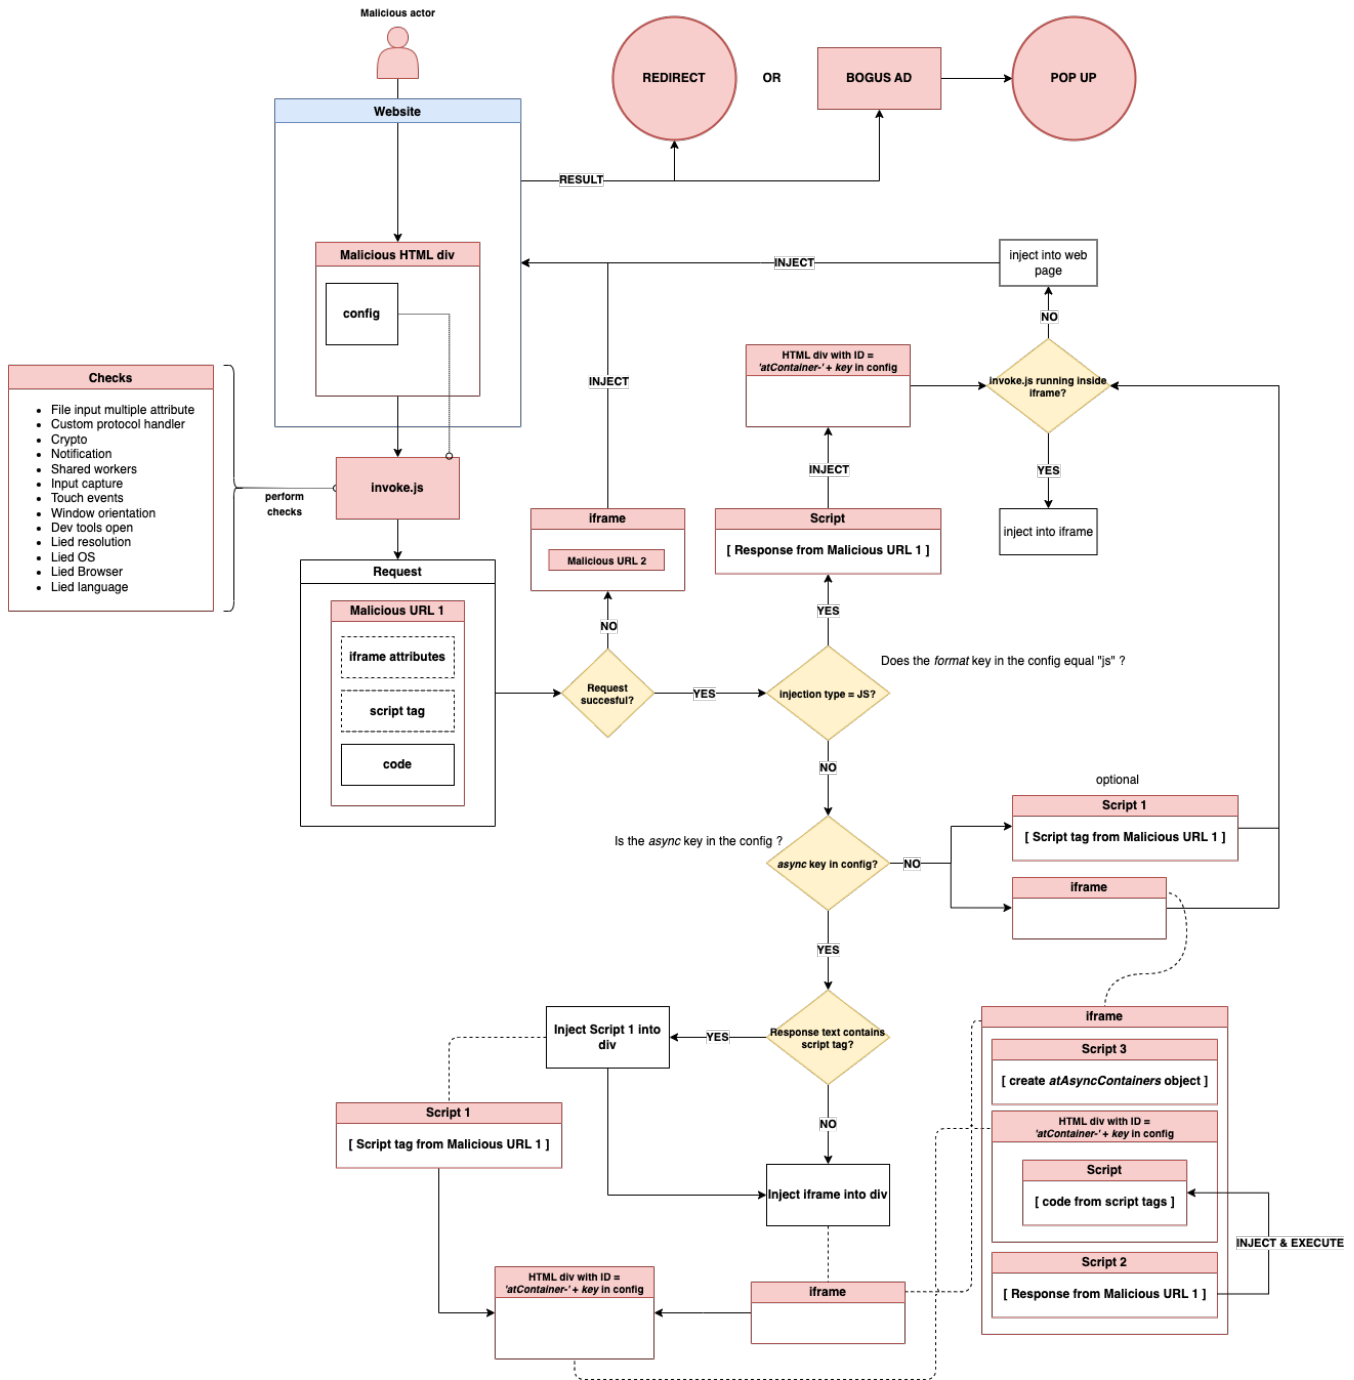 Malicious actor
REDIRECT
OR
BOGUS AD
POP UP
Website
RESULT
Malicious HTML div
config
inject into web
page
INJECT
NO
HTML div with ID =
'atContainer-' + key in config
invoke.js running inside
iframe?
INJECT
Checks
File input multiple attribute
Custom protocol handler
Crypto
Notification
Shared workers
Input capture
Touch events
Window orientation
Dev tools open
Lied resolution
Lied OS
Lied Browser
Lied language
perform
checks
invoke.js
INJECT
YES
iframe
Malicious URL 2
Script
[ Response from Malicious URL 1 ]
inject into iframe
Request
Malicious URL 1
iframe attributes
script tag
code
NO
YES
Request
succesful?
YES
injection type = JS?
Does the format key in the config equal "js" ?
NO
optional
Script 1
[ Script tag from Malicious URL 1 ]
Is the async key in the config ?
async key in config?
NO
iframe
YES
Inject Script 1 into
div
YES
Response text contains
script tag?
iframe
Script 3
[ create atAsyncContainers object ]
Script 1
[ Script tag from Malicious URL 1 ]
NO
HTML div with ID =
'atContainer-' + key in config
Script
[ code from script tags ]
Inject iframe into div
INJECT & EXECUTE
Script 2
[ Response from Malicious URL 1 ]
HTML div with ID =
'atContainer-' + key in config
iframe